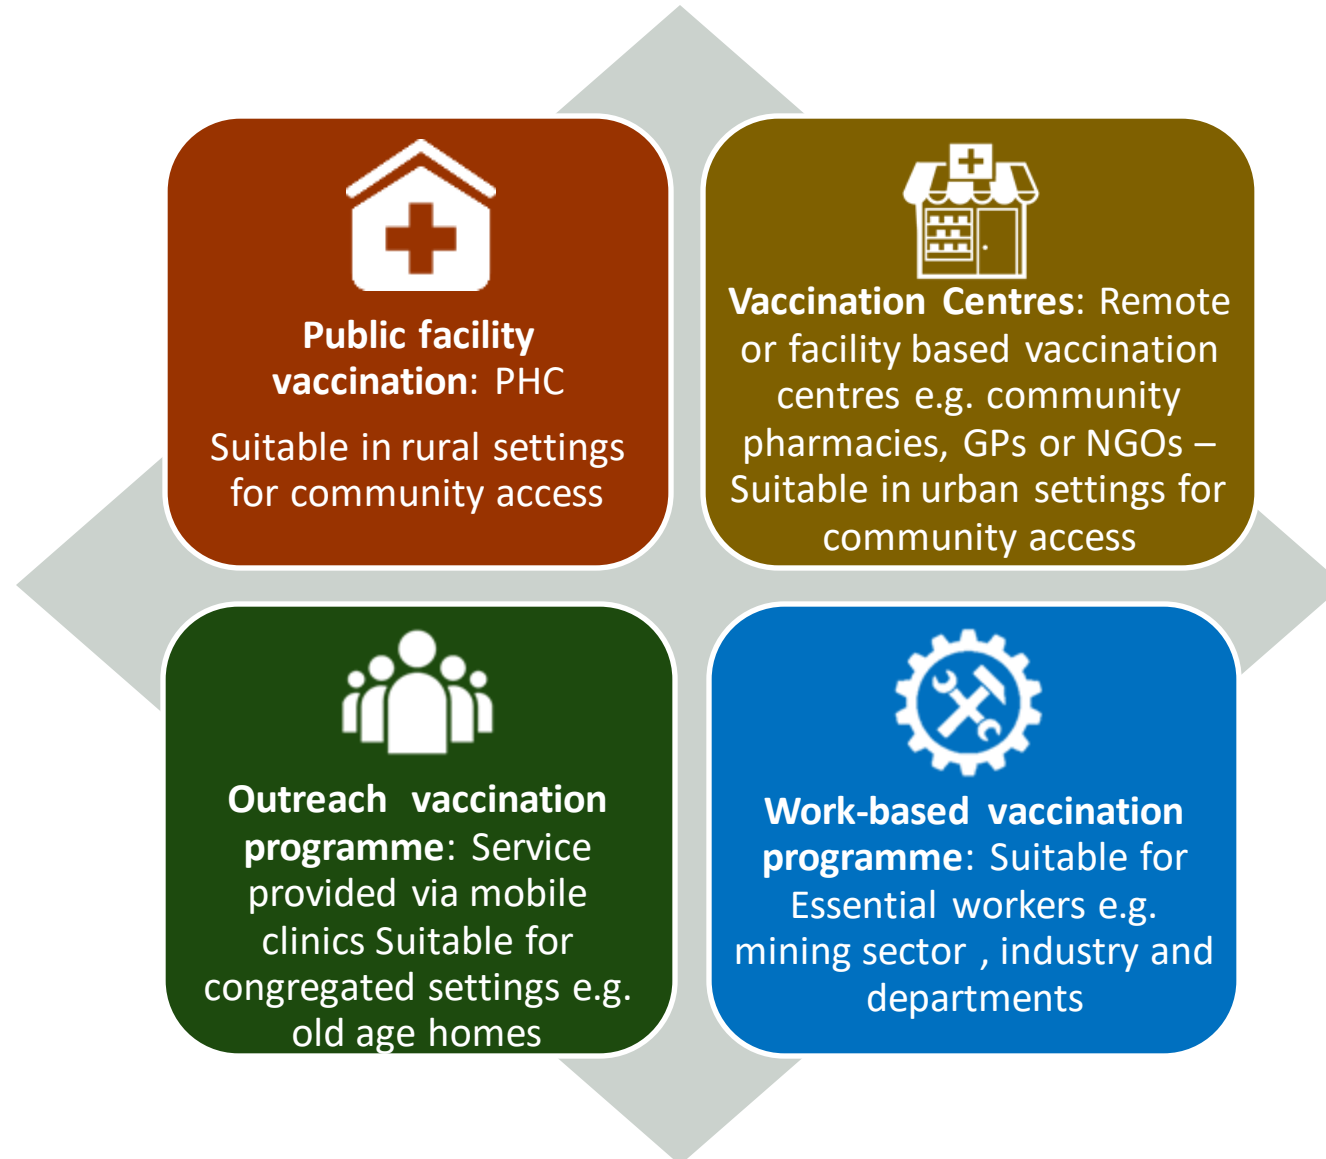 Public facility
vaccination: PHC
Suitable in rural settings
for community access
Vaccination Centres: Remote
or facility based vaccination
centres e.g. community
pharmacies, GPs or NGOs –
Suitable in urban settings for
community access
Outreach vaccination
programme: Service
provided via mobile
clinics Suitable for
congregated settings e.g.
old age homes
Work-based vaccination
programme: Suitable for
Essential workers e.g.
mining sector , industry and
departments